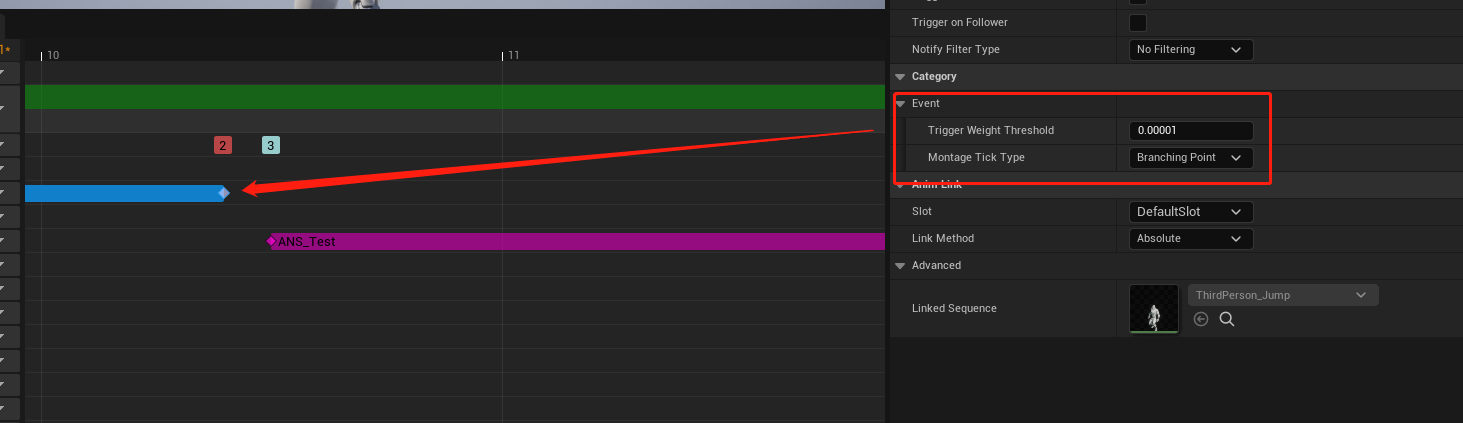 Trigger on Follower
1*
10
11
Notify Filter Type
No Filtering
Category
Event
Trigger Weight Threshold
0.00001
2
3
Montage Tick Type
Branching Point
Anim Link
Slot
DefaultSlot
ANS_Test
Link Method
Absolute
Advanced
Linked Sequence
ThirdPerson_Jump